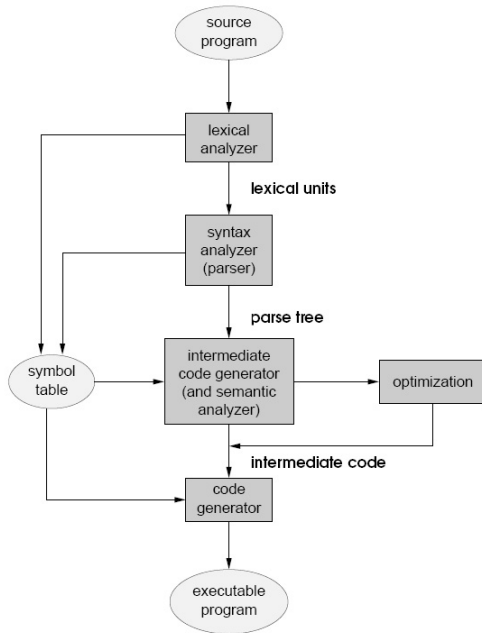 source
program
lexical
analyzer
lexical units
syntax
analyzer
(parser)
parse tree
symbol
table
intermediate
code generator
(and semantic
analyzer)
optimization
intermediate code
code
generator
executable
program